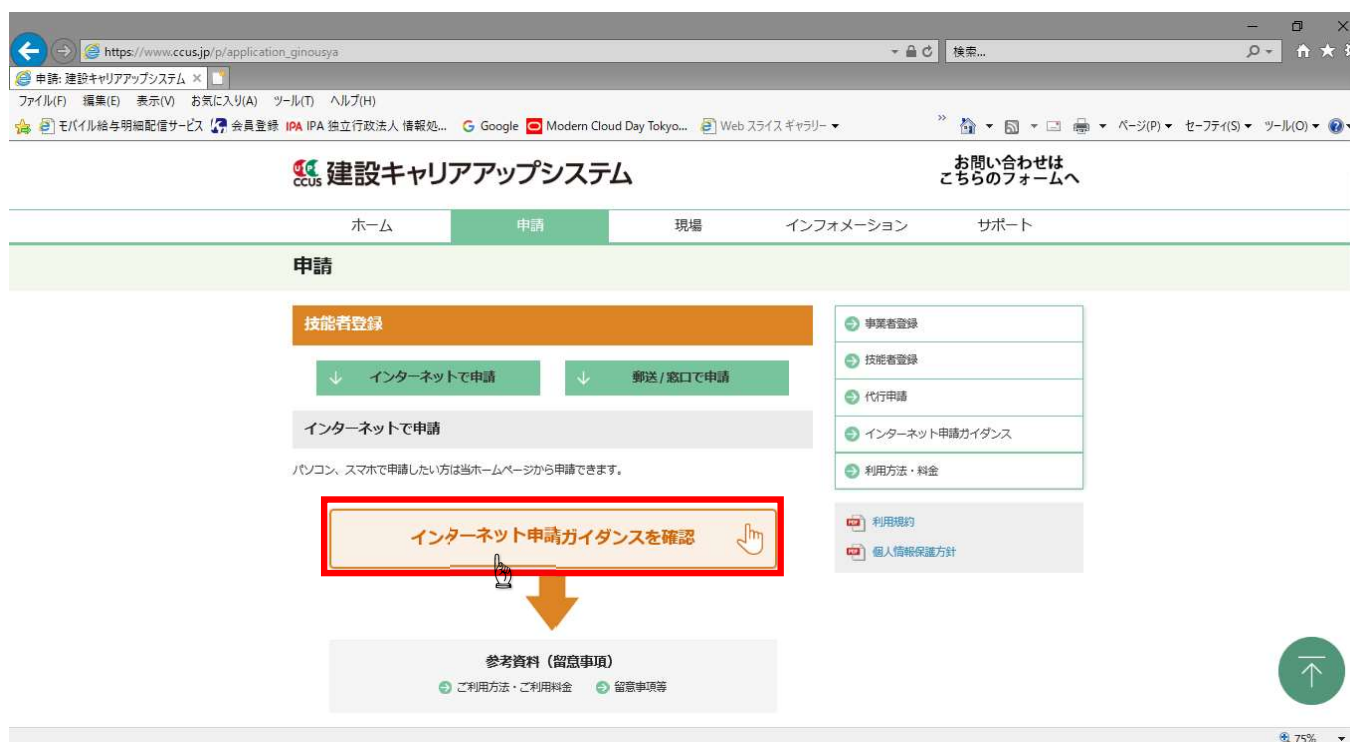 https://www.ccus.jp/p/application_ginousya
検索...
申請: 建設キャリアアップシステム
ファイル(F) 編集(E) 表示(V) お気に入り(A) ツール(T) ヘルプ(H)
モバイル給与明細配信サービス 会員登録 IPA IPA 独立行政法人 情報処... G Google Modern Cloud Day Tokyo... Web スライス ギャラリー ページ(P) セーフティ(S) ツール(O)
CCUS 建設キャリアアップシステム
お問い合わせは
こちらのフォームへ
ホーム 申請 現場 インフォメーション サポート
申請
技能者登録
インターネットで申請 郵送/窓口で申請
インターネットで申請
パソコン、スマホで申請したい方は当ホームページから申請できます。
インターネット申請ガイダンスを確認
参考資料（留意事項）
ご利用方法・ご利用料金 留意事項等
事業者登録
技能者登録
代行申請
インターネット申請ガイダンス
利用方法・料金
PDF 利用規約
PDF 個人情報保護方針
75%